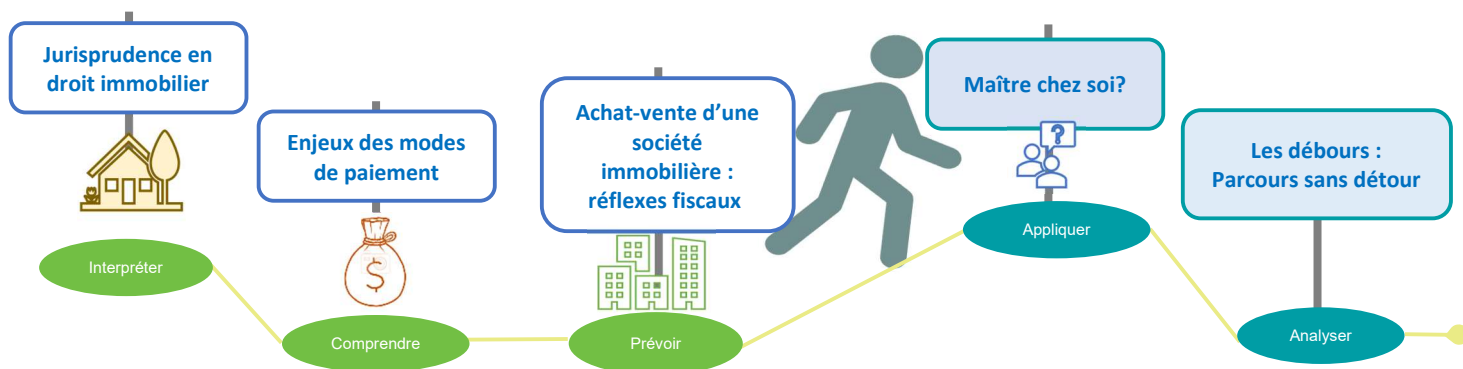 Jurisprudence en
droit immobilier
Interpréter
Enjeux des modes
de paiement
$
Comprendre
Achat-vente d’une
société
immobilière :
réflexes fiscaux
Prévoir
Maître chez soi?
?
Appliquer
Les débours :
Parcours sans détour
Analyser